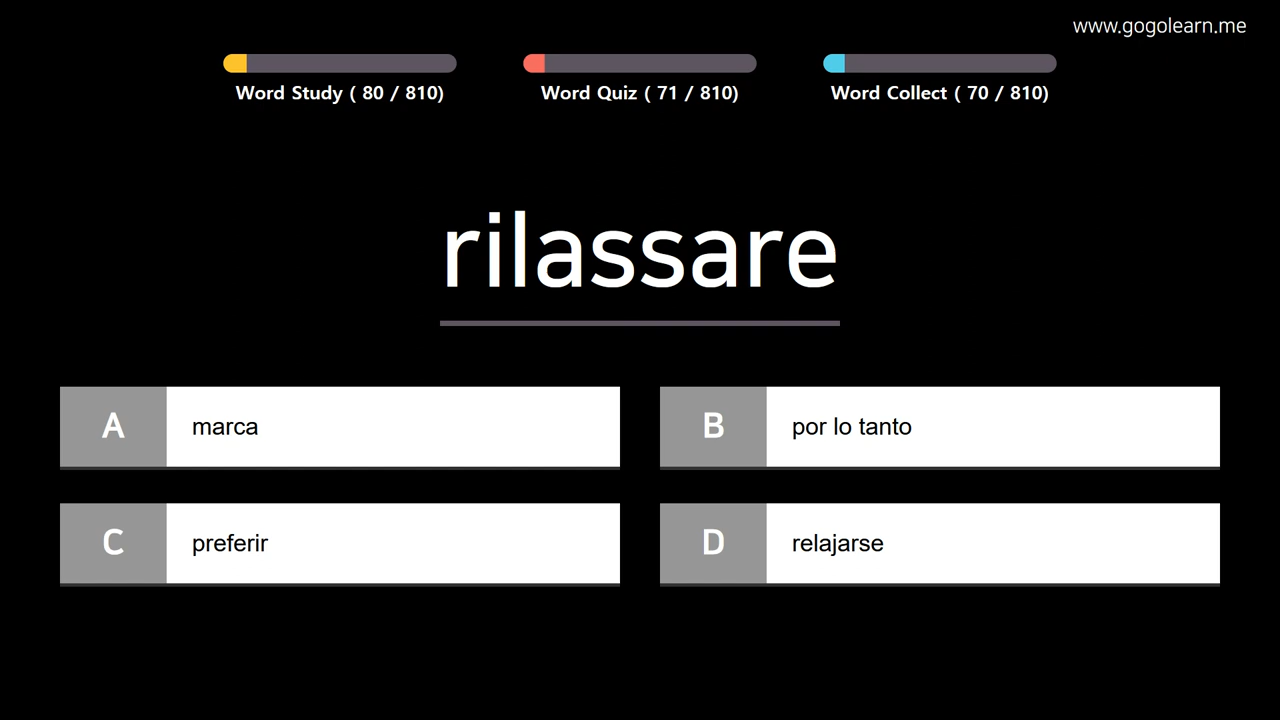 www.gogolearn.me
Word Study ( 80 / 810)
Word Quiz ( 71 / 810)
Word Collect ( 70 / 810)
rilassare
A marca
B por lo tanto
C preferir
D relajarse